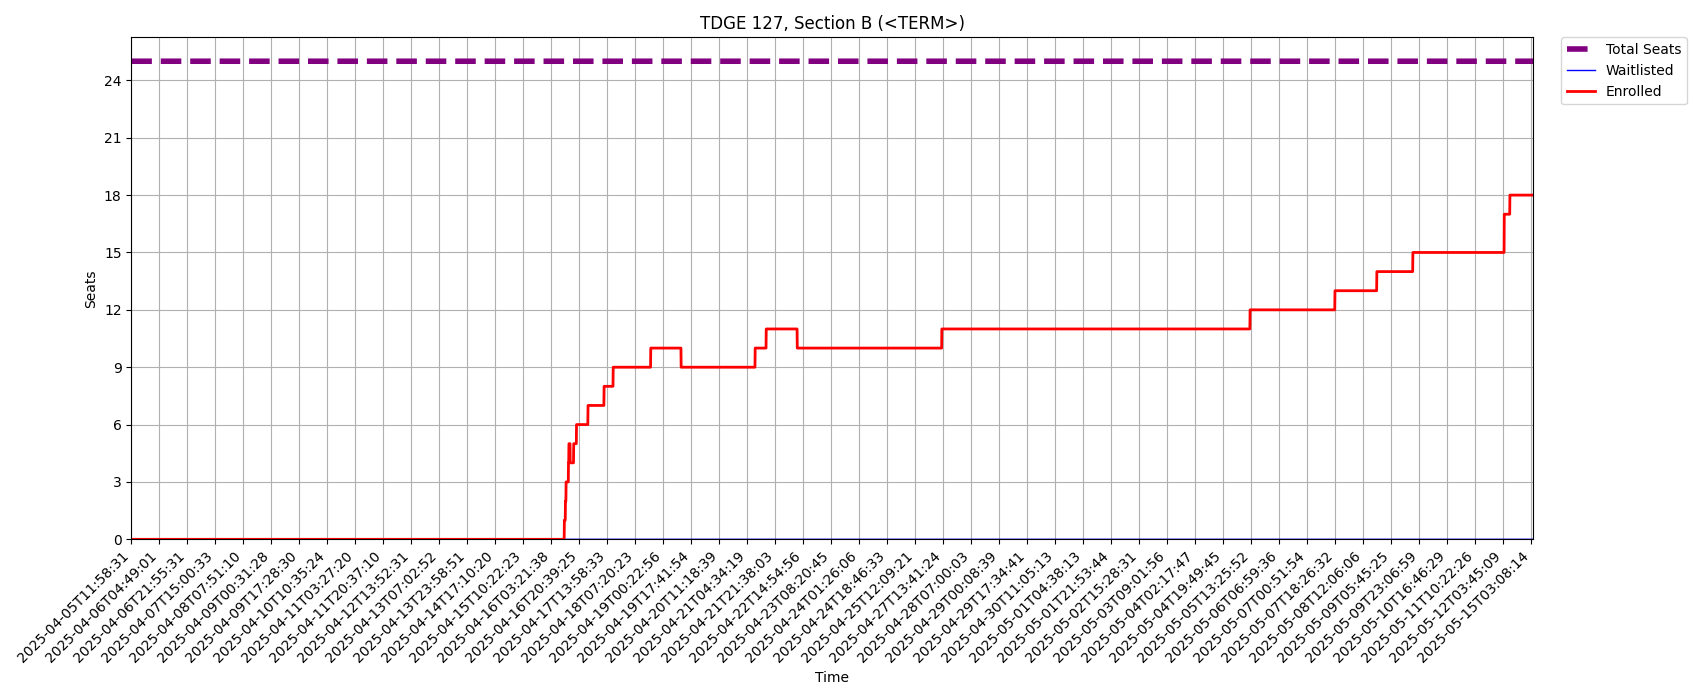 TDGE 127, Section B (<TERM>)
Total Seats
Waitlisted
Enrolled
Seats
24
21
18
15
12
9
6
3
0
2025-04-05T11:58:31
2025-04-06T04:49:01
2025-04-06T21:55:31
2025-04-07T15:00:33
2025-04-08T07:51:10
2025-04-09T00:31:28
2025-04-09T17:28:30
2025-04-10T10:35:24
2025-04-11T03:27:20
2025-04-11T20:37:10
2025-04-12T13:52:31
2025-04-13T07:02:52
2025-04-13T23:58:51
2025-04-14T17:10:20
2025-04-15T10:22:23
2025-04-16T03:21:38
2025-04-16T20:39:25
2025-04-17T13:58:33
2025-04-18T07:20:23
2025-04-19T00:22:56
2025-04-19T17:41:54
2025-04-20T11:18:39
2025-04-21T04:34:19
2025-04-21T21:38:03
2025-04-22T14:54:56
2025-04-23T08:20:45
2025-04-24T01:26:06
2025-04-24T18:46:33
2025-04-25T12:09:21
2025-04-27T13:41:24
2025-04-28T07:00:03
2025-04-29T00:08:39
2025-04-29T17:34:41
2025-04-30T11:05:13
2025-05-01T04:38:13
2025-05-01T21:53:44
2025-05-02T15:28:31
2025-05-03T09:01:56
2025-05-04T02:17:47
2025-05-04T19:49:45
2025-05-05T13:25:52
2025-05-06T06:59:36
2025-05-07T00:51:54
2025-05-07T18:26:32
2025-05-08T12:06:06
2025-05-09T05:45:25
2025-05-09T23:06:59
2025-05-10T16:46:29
2025-05-11T10:22:26
2025-05-12T03:45:09
2025-05-15T03:08:14
Time